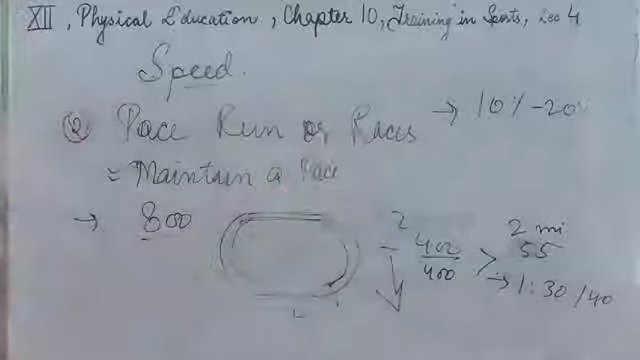 XII, Physical Education, Chapter 10, Training in Sports, Lec 4
Speed.
② Pace Run or Races → 10% - 20%
= Maintain a Pace
→ 800
2
400
400
2 mi
55
→ 1:30/40